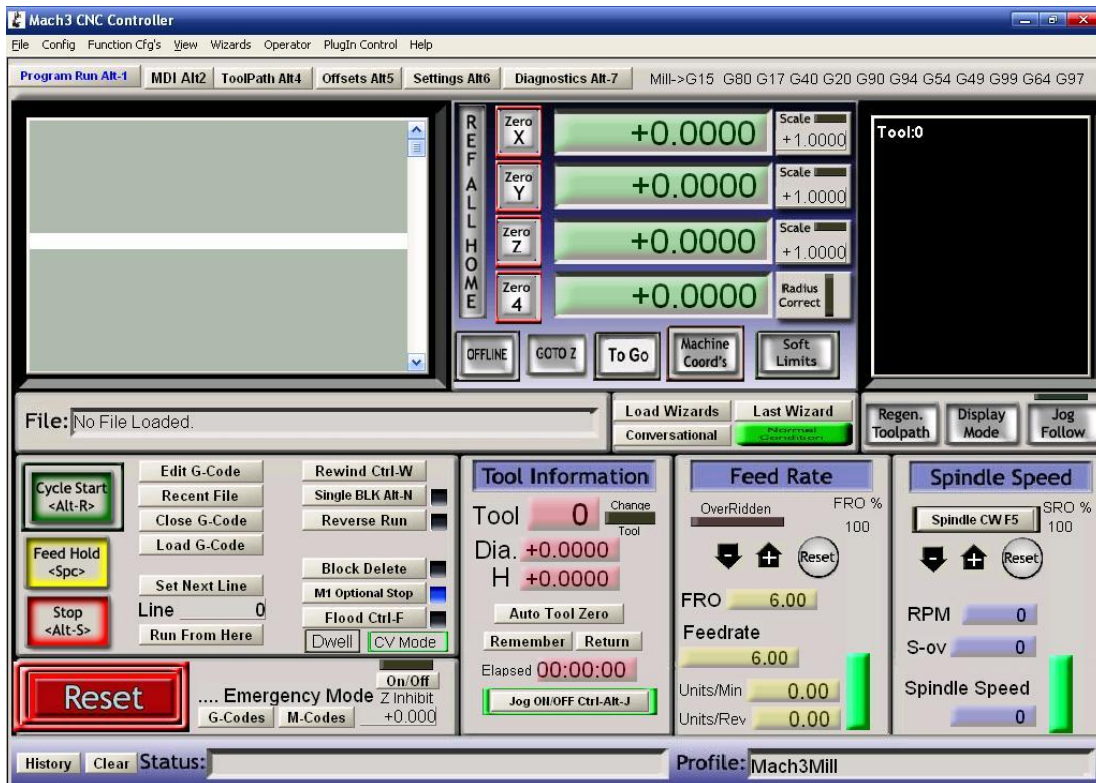 Mach3 CNC Controller
File Config Function Cfg's View Wizards Operator PlugIn Control Help
Program Run Alt-1 MDI Alt2 ToolPath Alt4 Offsets Alt5 Settings Alt6 Diagnostics Alt-7 Mill->G15 G80 G17 G40 G20 G90 G94 G54 G49 G99 G64 G97
REF ALL HOME
Zero X +0.0000 Scale +1.0000
Zero Y +0.0000 Scale +1.0000
Zero Z +0.0000 Scale +1.0000
Zero 4 +0.0000 Radius Correct
OFFLINE GOTO Z To Go Machine Coord's Soft Limits
Tool:0
File: No File Loaded.
Load Wizards Last Wizard
Conversational Normal Condition
Regen. Toolpath Display Mode Jog Follow
Cycle Start <Alt-R>
Feed Hold <Spc>
Stop <Alt-S>
Edit G-Code
Recent File
Close G-Code
Load G-Code
Set Next Line
Line 0
Run From Here
Rewind Ctrl-W
Single BLK Alt-N
Reverse Run
Block Delete
M1 Optional Stop
Flood Ctrl-F
Dwell CV Mode
Reset
.... Emergency Mode
G-Codes M-Codes
On/Off
Z Inhibit
+0.000
Tool Information
Tool 0 Change Tool
Dia. +0.0000
H +0.0000
Auto Tool Zero
Remember Return
Elapsed 00:00:00
Jog ON/OFF Ctrl-Alt-J
Feed Rate
OverRidden FRO %
100
Reset
FRO 6.00
Feedrate
6.00
Units/Min 0.00
Units/Rev 0.00
Spindle Speed
Spindle CW F5 SRO %
100
Reset
RPM 0
S-ov 0
Spindle Speed
0
History Clear Status: Profile: Mach3Mill